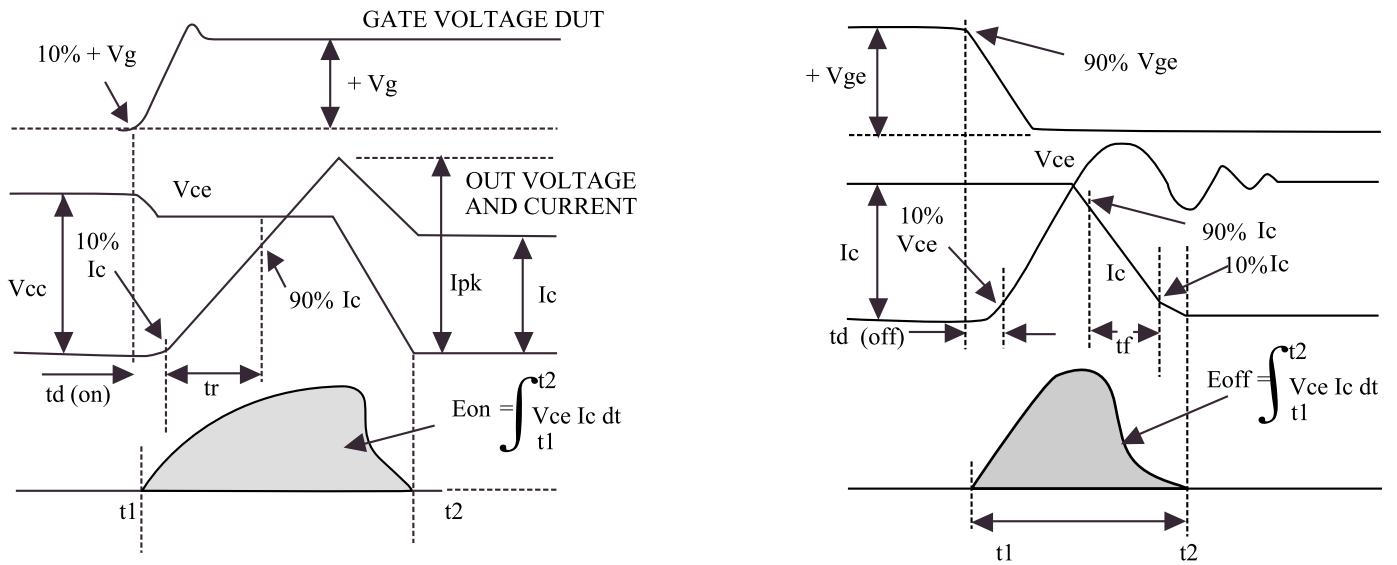 GATE VOLTAGE DUT
10% + Vg
+ Vg
Vce
OUT VOLTAGE
AND CURRENT
10%
Ic
Vcc
90% Ic
Ipk
Ic
td (on)
tr
Eon = ∫ t2
Vce Ic dt
t1
t1
t2
90% Vge
+ Vge
Vce
10%
Vce
90% Ic
Ic
Ic
10% Ic
td (off)
tf
t2
Eoff = ∫ Vce Ic dt
t1
t1
t2